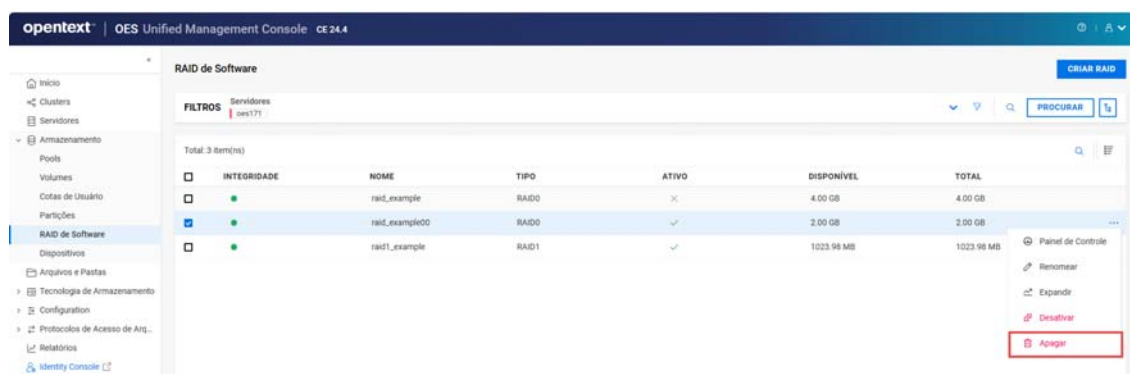 opentext™ | OES Unified Management Console CE 24.4
Início
Clusters
Servidores
Armazenamento
Pools
Volumes
Cotas de Usuário
Partições
RAID de Software
Dispositivos
Arquivos e Pastas
Tecnologia de Armazenamento
Configuration
Protocolos de Acesso de Arq...
Relatórios
Identity Console
RAID de Software
CRIAR RAID
FILTROS Servidores
oes171
PROCURAR
Total: 3 item(ns)
INTEGRIDADE NOME TIPO ATIVO DISPONÍVEL TOTAL
raid_example RAID0 4.00 GB 4.00 GB
raid_example00 RAID0 2.00 GB 2.00 GB ...
raid1_example RAID1 1023.98 MB 1023.98 MB
Painel de Controle
Renomear
Expandir
Desativar
Apagar